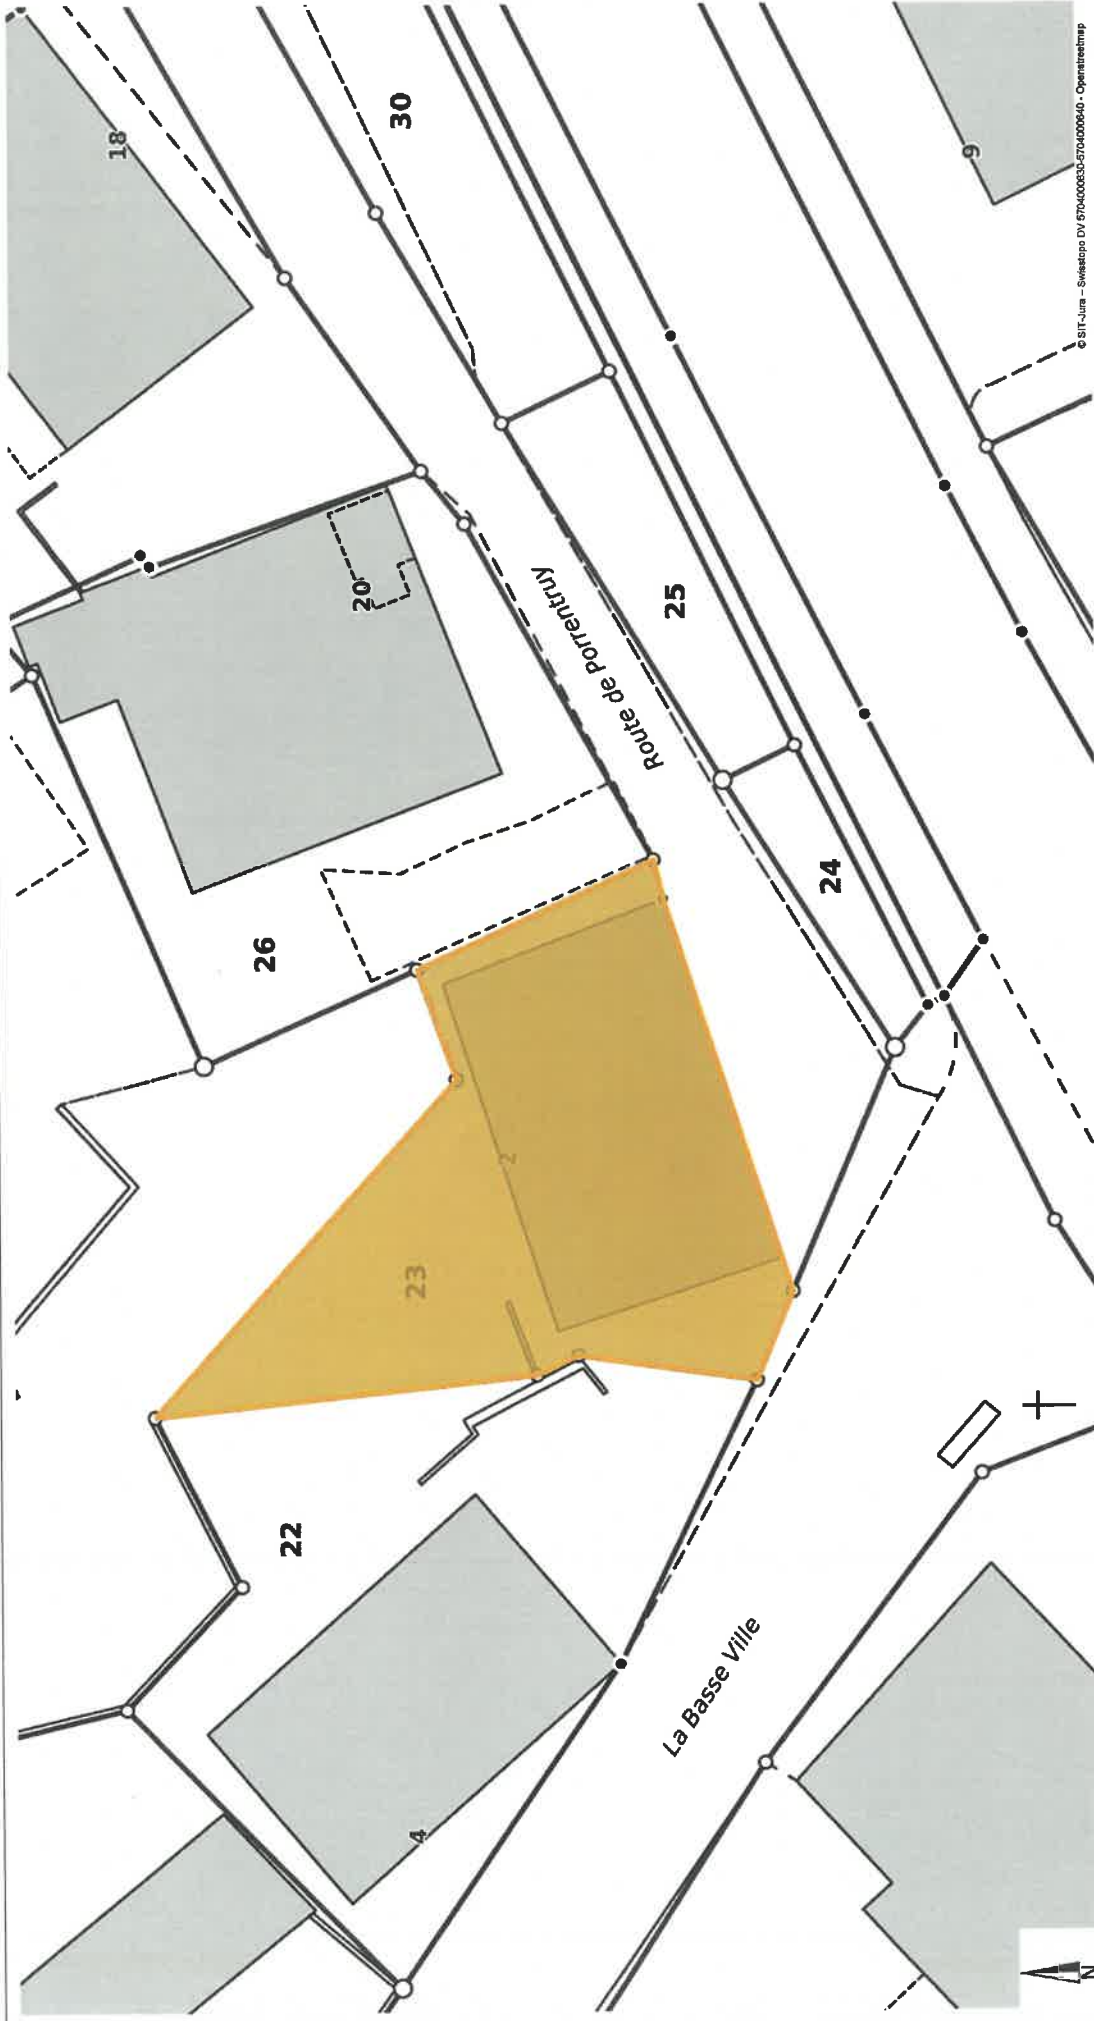 18
30
9
20
Route de Porrentruy
25
24
26
2
23
22
La Basse Ville
4
N
© SIT-Jura – Swisstopo DV 5704000630-5704000640 - Openstreetmap